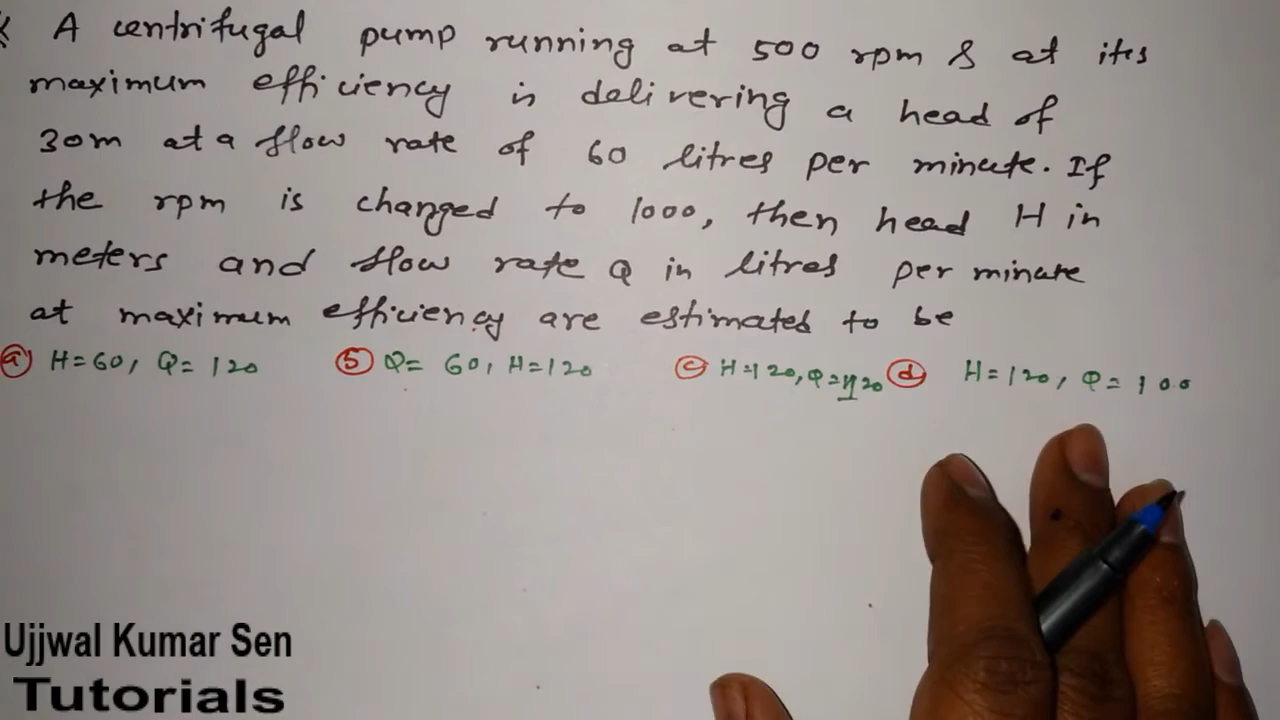 A centrifugal pump running at 500 rpm & at its
maximum efficiency is delivering a head of
30m at a flow rate of 60 litres per minute. If
the rpm is changed to 1000, then head H in
meters and flow rate Q in litres per minute
at maximum efficiency are estimated to be
(a) H=60, Q=120 (b) Q=60, H=120 (c) H=120, Q=120 (d) H=120, Q=100
Ujjwal Kumar Sen
Tutorials